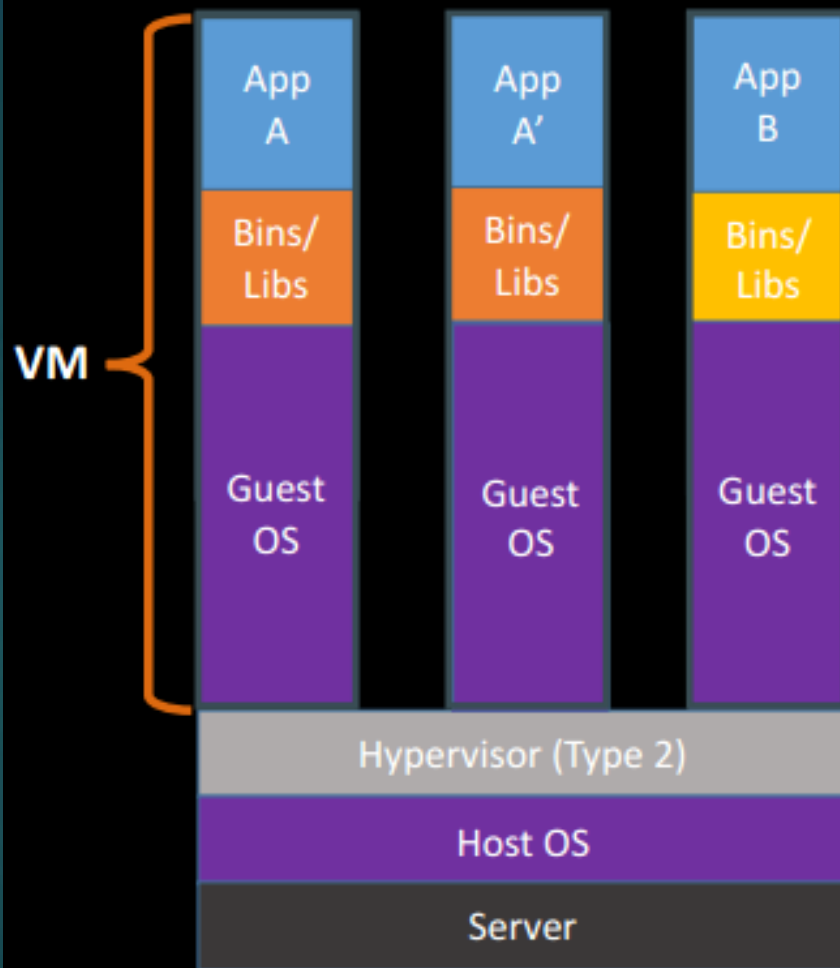 App
A
App
A’
App
B
Bins/
Libs
Bins/
Libs
Bins/
Libs
VM
Guest
OS
Guest
OS
Guest
OS
Hypervisor (Type 2)
Host OS
Server